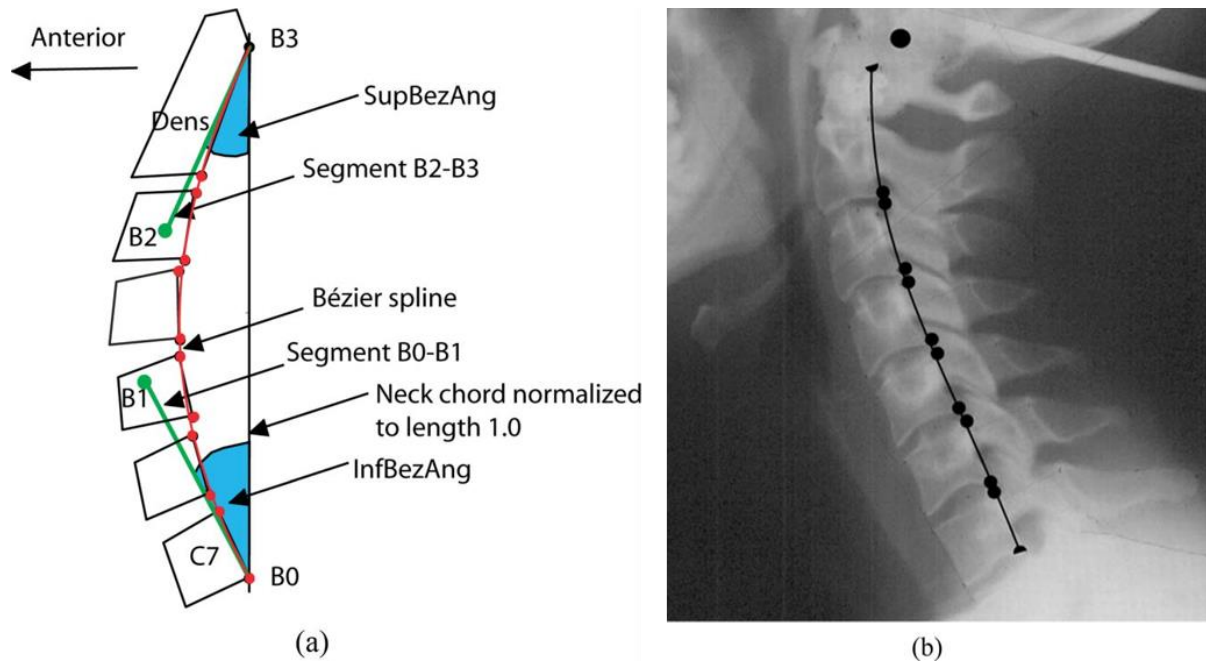 Anterior
B3
SupBezAng
Dens
Segment B2-B3
B2
Bézier spline
Segment B0-B1
B1
Neck chord normalized
to length 1.0
InfBezAng
C7
B0
(a)
(b)